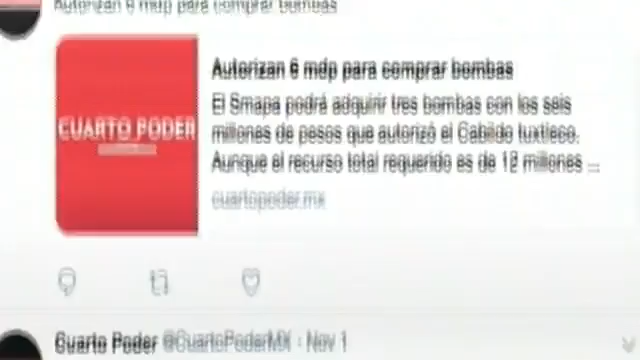 Autorizan 6 mdp para comprar bombas
Autorizan 6 mdp para comprar bombas
El Smapa podrá adquirir tres bombas con los seis
millones de pesos que autorizó el Cabildo tuxtleco.
Aunque el recurso total requerido es de 12 millones ...
CUARTO PODER
cuartopoder.mx
Cuarto Poder @CuartoPoderMX · Nov 1